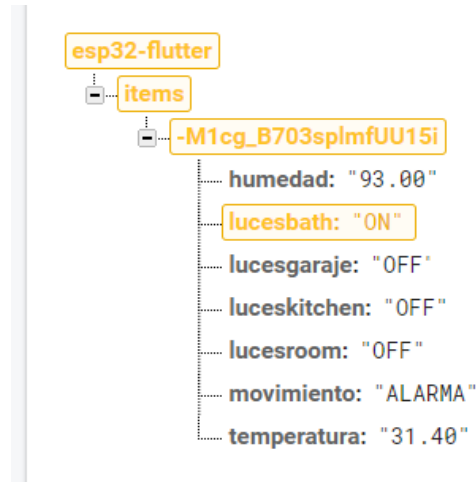 esp32-flutter
items
-M1cg_B703splmfUU15i
humedad: "93.00"
lucesbath: "ON"
lucesgaraje: "OFF"
luceskitchen: "OFF"
lucesroom: "OFF"
movimiento: "ALARMA"
temperatura: "31.40"